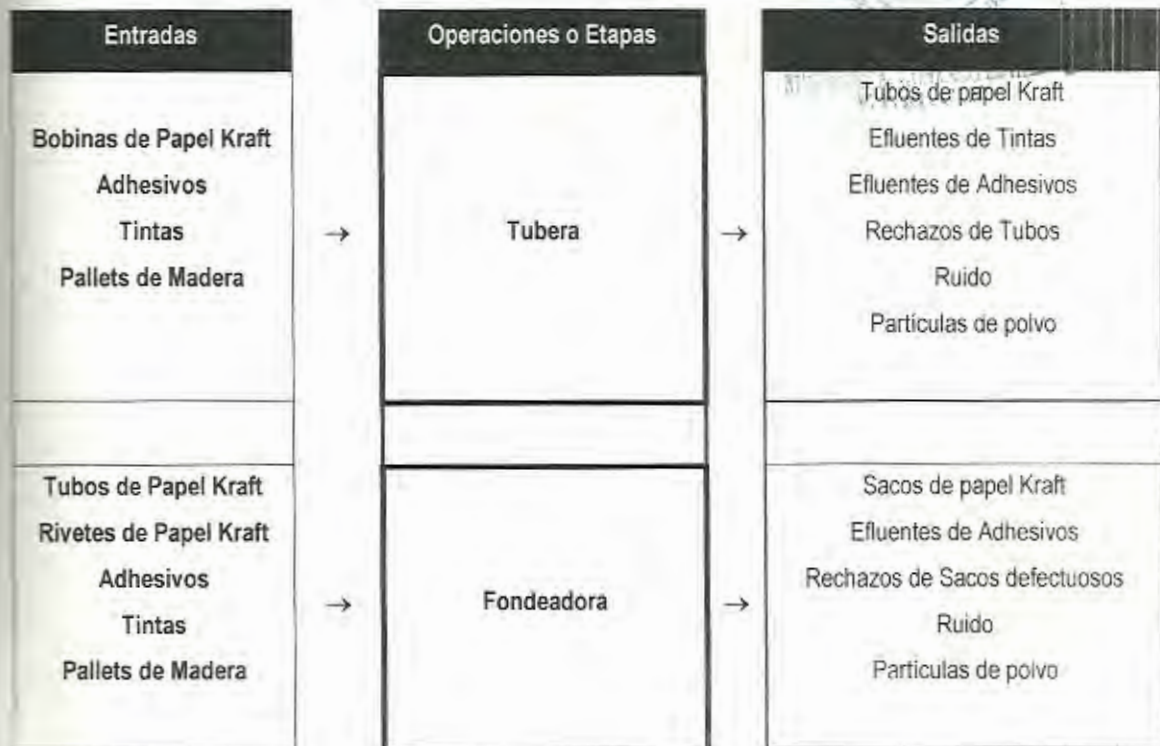 Entradas
Operaciones o Etapas
Salidas
Bobinas de Papel Kraft
Adhesivos
Tintas
Pallets de Madera
→
Tubera
→
Tubos de papel Kraft
Efluentes de Tintas
Efluentes de Adhesivos
Rechazos de Tubos
Ruido
Partículas de polvo
Tubos de Papel Kraft
Rivetes de Papel Kraft
Adhesivos
Tintas
Pallets de Madera
→
Fondeadora
→
Sacos de papel Kraft
Efluentes de Adhesivos
Rechazos de Sacos defectuosos
Ruido
Partículas de polvo